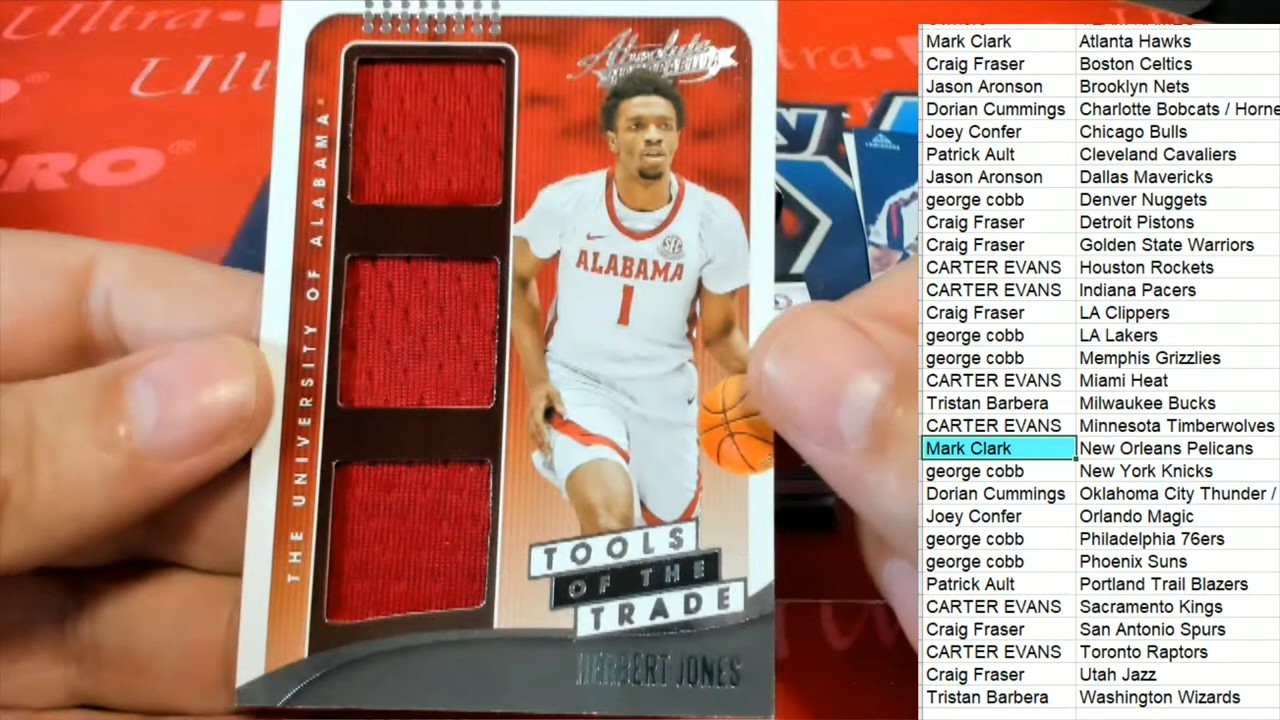 Absolute
MEMORABILIA
THE UNIVERSITY OF ALABAMA
SEC
ALABAMA
1
TOOLS
OF THE
TRADE
HERBERT JONES
Ultra
Ult
PRO®
Mark Clark Atlanta Hawks
Craig Fraser Boston Celtics
Jason Aronson Brooklyn Nets
Dorian Cummings Charlotte Bobcats / Horne
Joey Confer Chicago Bulls
Patrick Ault Cleveland Cavaliers
Jason Aronson Dallas Mavericks
george cobb Denver Nuggets
Craig Fraser Detroit Pistons
Craig Fraser Golden State Warriors
CARTER EVANS Houston Rockets
CARTER EVANS Indiana Pacers
Craig Fraser LA Clippers
george cobb LA Lakers
george cobb Memphis Grizzlies
CARTER EVANS Miami Heat
Tristan Barbera Milwaukee Bucks
CARTER EVANS Minnesota Timberwolves
Mark Clark New Orleans Pelicans
george cobb New York Knicks
Dorian Cummings Oklahoma City Thunder /
Joey Confer Orlando Magic
george cobb Philadelphia 76ers
george cobb Phoenix Suns
Patrick Ault Portland Trail Blazers
CARTER EVANS Sacramento Kings
Craig Fraser San Antonio Spurs
CARTER EVANS Toronto Raptors
Craig Fraser Utah Jazz
Tristan Barbera Washington Wizards